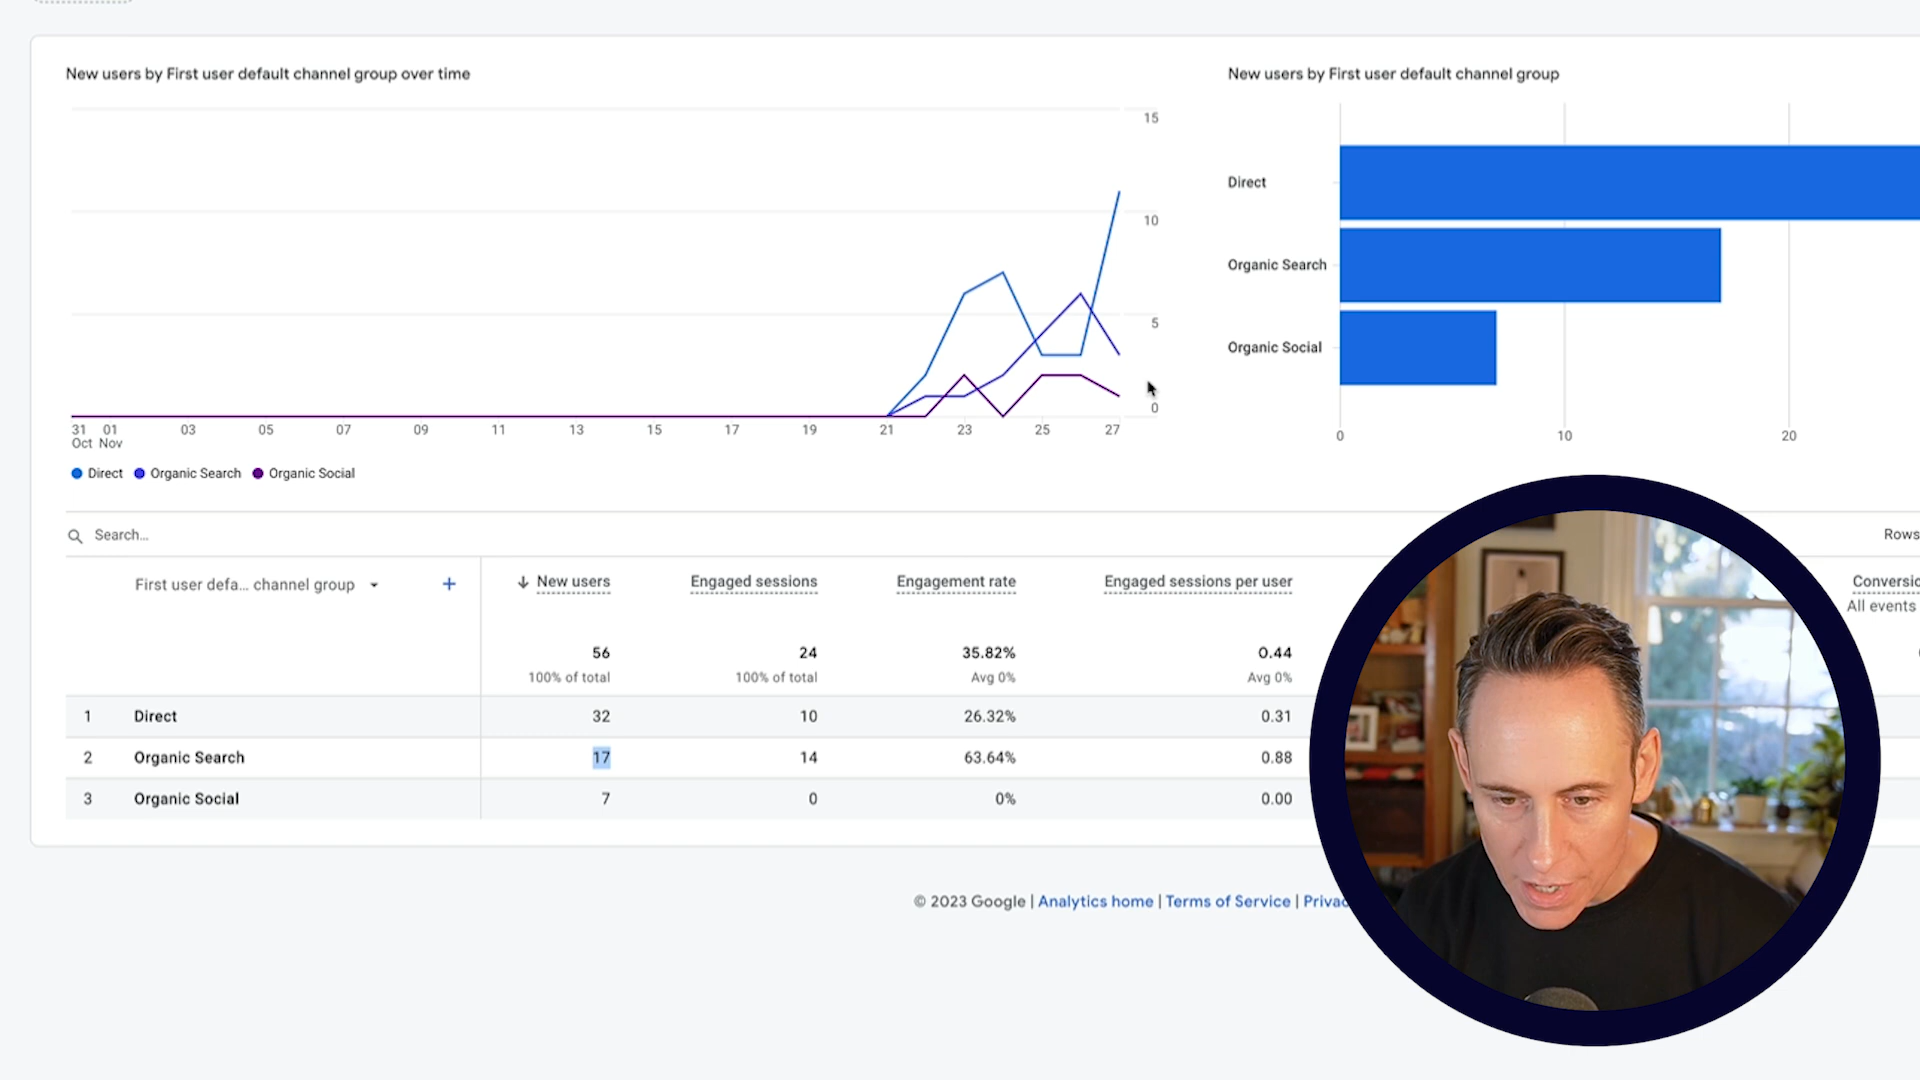 New users by First user default channel group over time
15
10
5
0
31 01 03 05 07 09 11 13 15 17 19 21 23 25 27
Oct Nov
Direct Organic Search Organic Social
New users by First user default channel group
Direct
Organic Search
Organic Social
0 10 20
Search...
Rows
First user defa... channel group + New users Engaged sessions Engagement rate Engaged sessions per user
All events
56 24 35.82% 0.44
100% of total 100% of total Avg 0% Avg 0%
1 Direct 32 10 26.32% 0.31
2 Organic Search 17 14 63.64% 0.88
3 Organic Social 7 0 0% 0.00
© 2023 Google | Analytics home | Terms of Service |